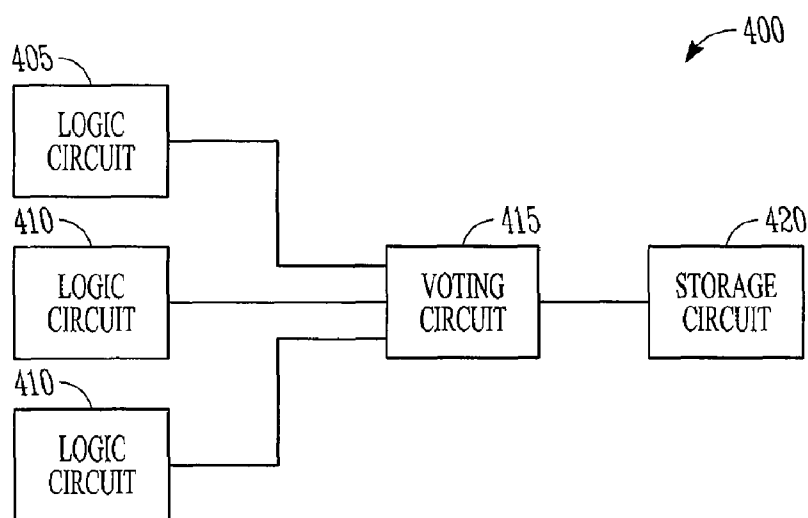 400
405
LOGIC
CIRCUIT
410
LOGIC
CIRCUIT
415
VOTING
CIRCUIT
420
STORAGE
CIRCUIT
410
LOGIC
CIRCUIT